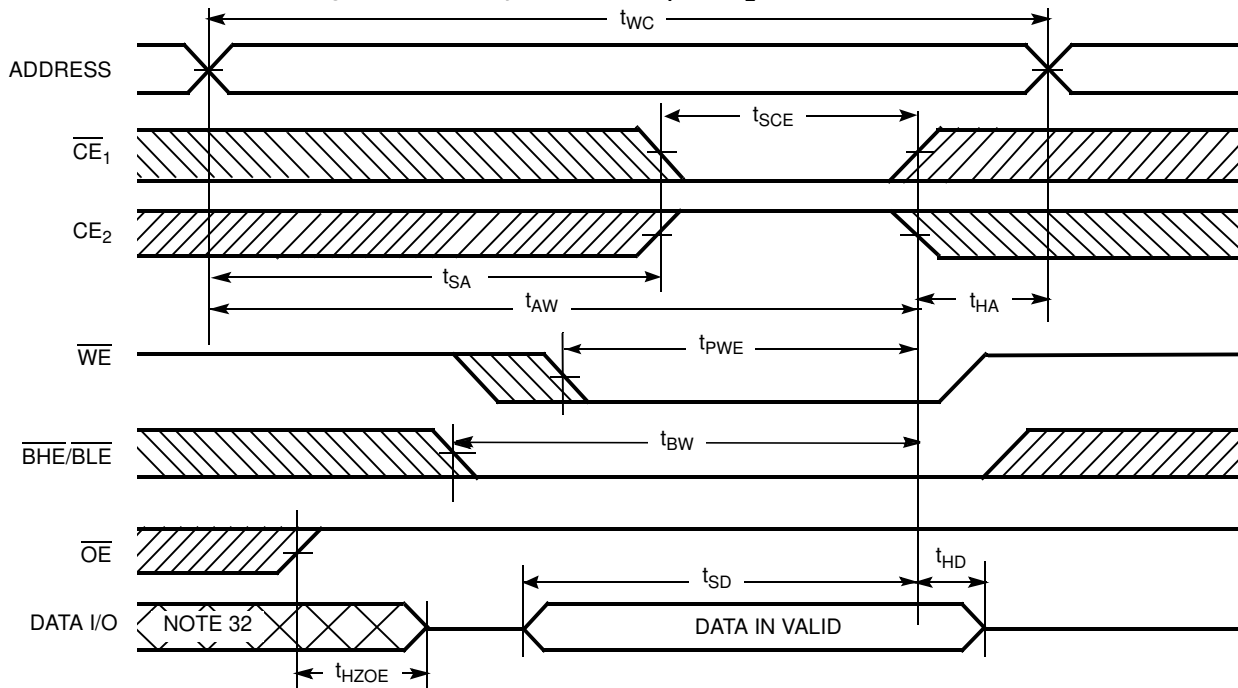 tWC
ADDRESS
tSCE
CE1
CE2
tSA
tAW
tHA
WE
tPWE
BHE/BLE
tBW
OE
tHD
tSD
DATA I/O
NOTE 32
DATA IN VALID
tHZOE